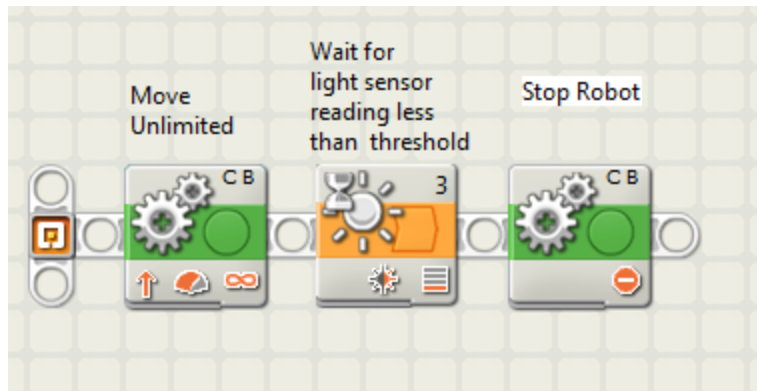 Move
Unlimited
Wait for
light sensor
reading less
than  threshold
Stop Robot
C B
3
C B